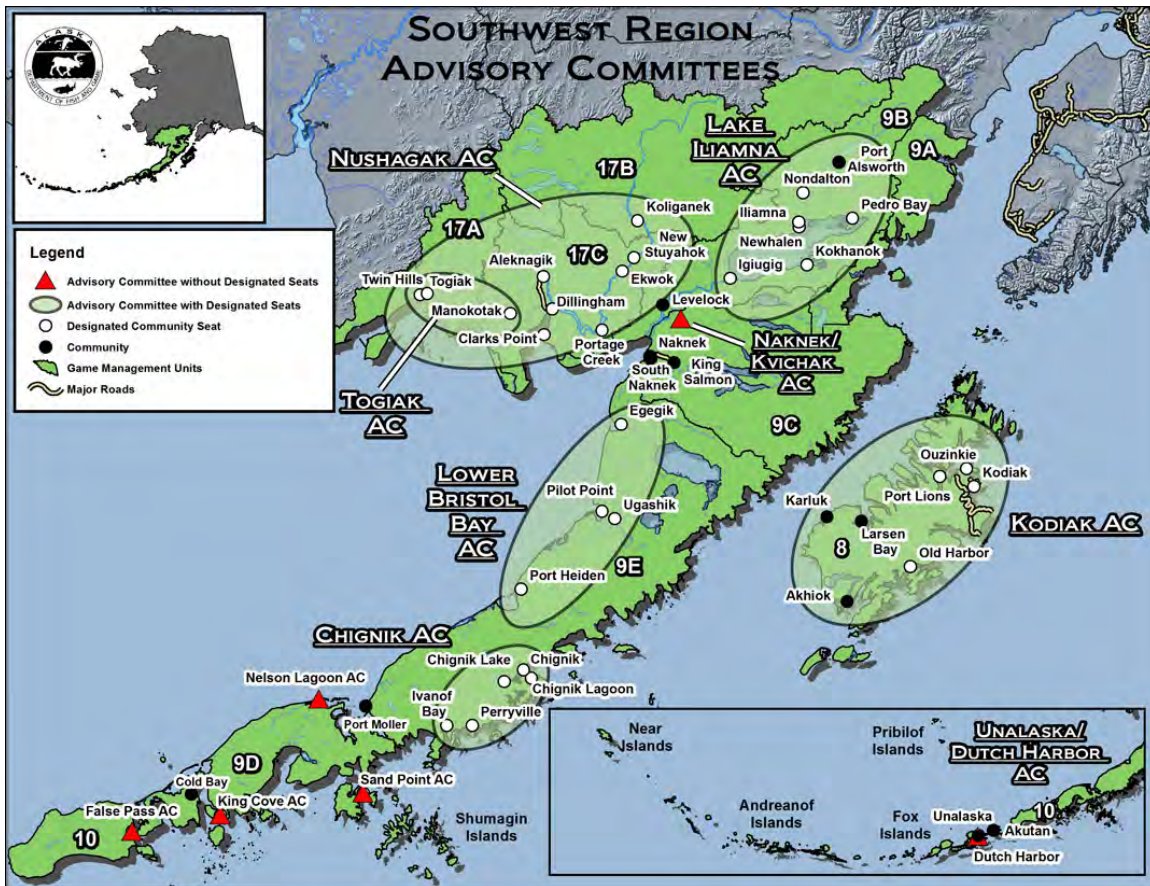 SOUTHWEST REGION
ADVISORY COMMITTEES
ALASKA
DEPARTMENT OF FISH AND GAME
Legend
Advisory Committee without Designated Seats
Advisory Committee with Designated Seats
Designated Community Seat
Community
Game Management Units
Major Roads
NUSHAGAK AC
LAKE
ILIAMNA
AC
9B
9A
17B
17A
17C
Port
Alsworth
Nondalton
Iliamna
Pedro Bay
Newhalen
Kokhanok
Igiugig
Koliganek
New
Stuyahok
Ekwok
Aleknagik
Twin Hills
Togiak
Manokotak
Dillingham
Clarks Point
Portage
Creek
Levelock
Naknek
South
Naknek
King
Salmon
NAKNEK/
KVICHAK
AC
TOGIAK
AC
Egegik
9C
LOWER
BRISTOL
BAY
AC
Pilot Point
Ugashik
Port Heiden
9E
Ouzinkie
Kodiak
Port Lions
Karluk
Larsen
Bay
8
Old Harbor
Akhiok
KODIAK AC
CHIGNIK AC
Chignik Lake
Chignik
Chignik Lagoon
Ivanof
Bay
Perryville
Nelson Lagoon AC
Port Moller
9D
Cold Bay
King Cove AC
Sand Point AC
False Pass AC
10
Shumagin
Islands
Near
Islands
Pribilof
Islands
UNALASKA/
DUTCH HARBOR
AC
Andreanof
Islands
Fox
Islands
10
Unalaska
Akutan
Dutch Harbor